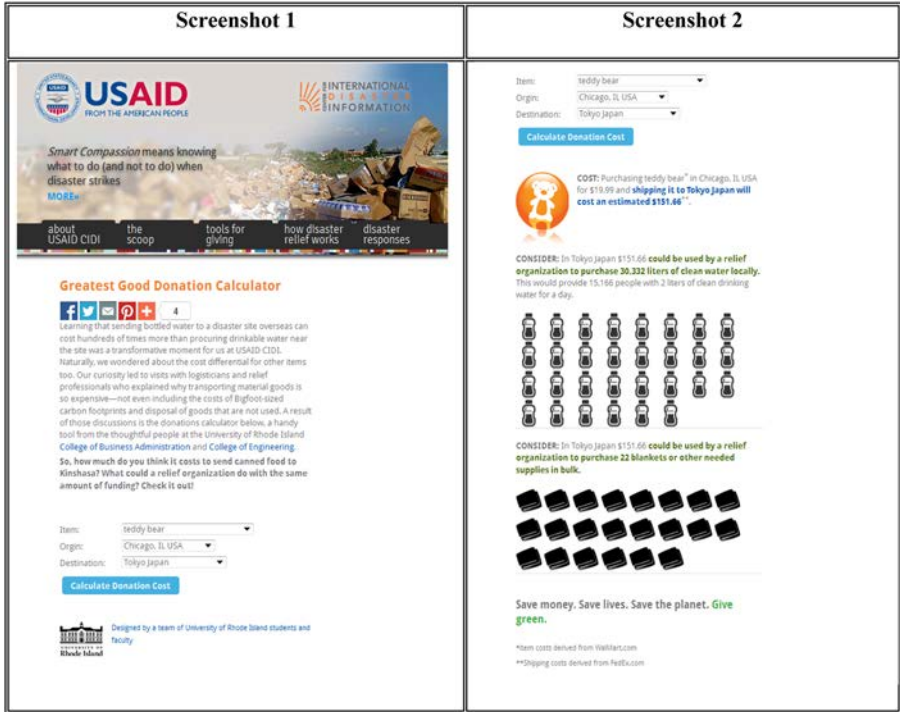 Screenshot 1
USAID
FROM THE AMERICAN PEOPLE
CENTER FOR
INTERNATIONAL
DISASTER
INFORMATION
Smart Compassion means knowing
what to do (and not to do) when
disaster strikes
MORE»
about
USAID CIDI
the
scoop
tools for
giving
how disaster
relief works
disaster
responses
Greatest Good Donation Calculator
4
Learning that sending bottled water to a disaster site overseas can
cost hundreds of times more than procuring drinkable water near
the site was a transformative moment for us at USAID CIDI.
Naturally, we wondered about the cost differential for other items
too. Our curiosity led to visits with logisticians and relief
professionals who explained why transporting material goods is
so expensive—not even including the costs of Bigfoot-sized
carbon footprints and disposal of goods that are not used. A result
of those discussions is the donations calculator below, a handy
tool from the thoughtful people at the University of Rhode Island
College of Business Administration and College of Engineering.
So, how much do you think it costs to send canned food to
Kinshasa? What could a relief organization do with the same
amount of funding? Check it out!
Item: teddy bear
Orgin: Chicago, IL USA
Destination: Tokyo Japan
Calculate Donation Cost
UNIVERSITY OF
Rhode Island
Designed by a team of University of Rhode Island students and
faculty
Screenshot 2
Item: teddy bear
Orgin: Chicago, IL USA
Destination: Tokyo Japan
Calculate Donation Cost
COST: Purchasing teddy bear* in Chicago, IL USA
for $19.99 and shipping it to Tokyo Japan will
cost an estimated $151.66**.
CONSIDER: In Tokyo Japan $151.66 could be used by a relief
organization to purchase 30,332 liters of clean water locally.
This would provide 15,166 people with 2 liters of clean drinking
water for a day.
CONSIDER: In Tokyo Japan $151.66 could be used by a relief
organization to purchase 22 blankets or other needed
supplies in bulk.
Save money. Save lives. Save the planet. Give
green.
*Item costs derived from WalMart.com
**Shipping costs derived from FedEx.com